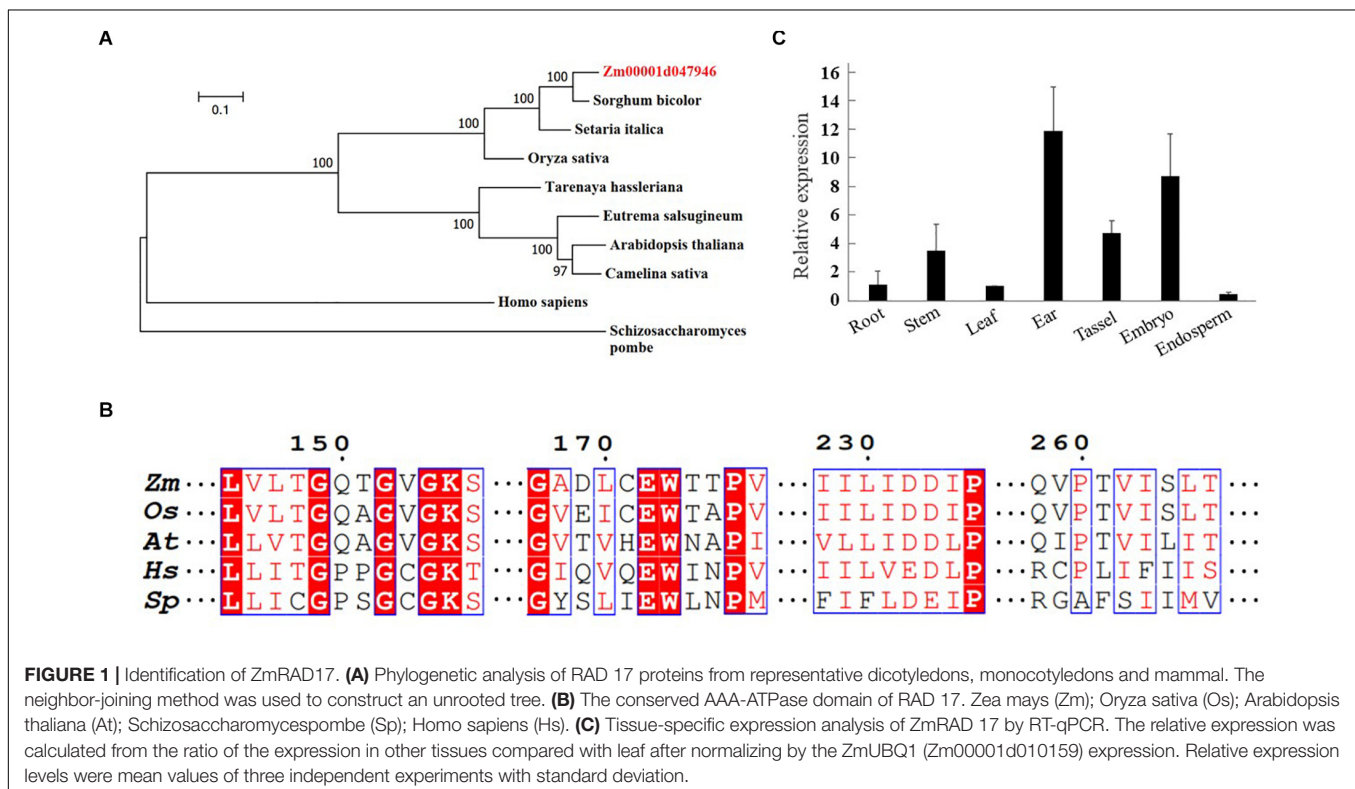 A
0.1
100
100
100
100
100
100
97
Zm00001d047946
Sorghum bicolor
Setaria italica
Oryza sativa
Tarenaya hassleriana
Eutrema salsugineum
Arabidopsis thaliana
Camelina sativa
Homo sapiens
Schizosaccharomyces
pombe
C
Relative expression
16
14
12
10
8
6
4
2
0
Root
Stem
Leaf
Ear
Tassel
Embryo
Endosperm
B
150 170 230 260
Zm ··· LVLTGQTGVGKS ··· GADLCEWTTPV ··· IILIDDIP ··· QVPTVISLT ···
Os ··· LVLTGQAGVGKS ··· GVEICEWTAPV ··· IILIDDIP ··· QVPTVISLT ···
At ··· LLVTGQAGVGKS ··· GVTVHEWNAPI ··· VLLIDDLP ··· QIPTVILIT ···
Hs ··· LLITGPPGCGKT ··· GIQVQEWINPV ··· IILVEDLP ··· RCPLIFIIS ···
Sp ··· LLICGPSGCGKS ··· GYSLIEWLNPM ··· FIFLDEIP ··· RGAFSIIMV ···
FIGURE 1 | Identification of ZmRAD17. (A) Phylogenetic analysis of RAD 17 proteins from representative dicotyledons, monocotyledons and mammal. The
neighbor-joining method was used to construct an unrooted tree. (B) The conserved AAA-ATPase domain of RAD 17. Zea mays (Zm); Oryza sativa (Os); Arabidopsis
thaliana (At); Schizosaccharomycespombe (Sp); Homo sapiens (Hs). (C) Tissue-specific expression analysis of ZmRAD 17 by RT-qPCR. The relative expression was
calculated from the ratio of the expression in other tissues compared with leaf after normalizing by the ZmUBQ1 (Zm00001d010159) expression. Relative expression
levels were mean values of three independent experiments with standard deviation.